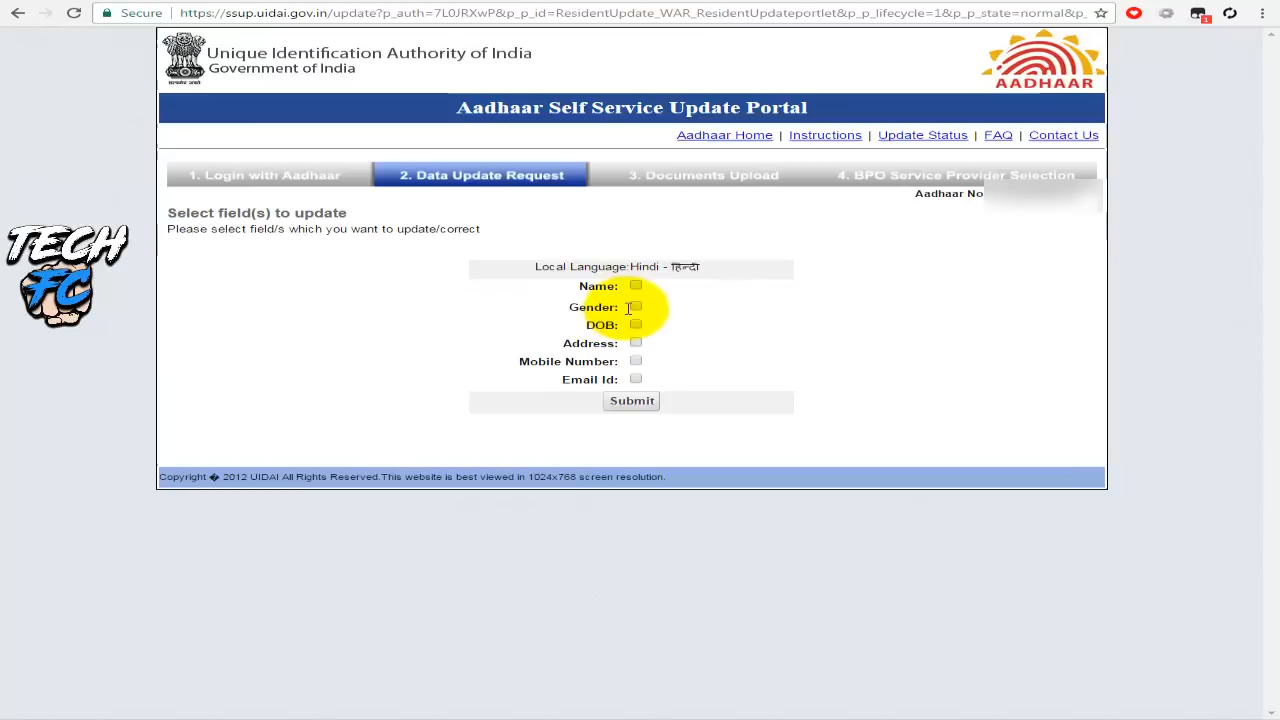 Secure | https://ssup.uidai.gov.in/update?p_auth=7L0JRXwP&p_p_id=ResidentUpdate_WAR_ResidentUpdateportlet&p_p_lifecycle=1&p_p_state=normal&p_
1
Unique Identification Authority of India
Government of India
AADHAAR
Aadhaar Self Service Update Portal
Aadhaar Home | Instructions | Update Status | FAQ | Contact Us
1. Login with Aadhaar 2. Data Update Request 3. Documents Upload 4. BPO Service Provider Selection
Aadhaar No
Select field(s) to update
Please select field/s which you want to update/correct
TECH
FC
Local Language:Hindi - हिन्दी
Name:
Gender:
DOB:
Address:
Mobile Number:
Email Id:
Submit
Copyright � 2012 UIDAI All Rights Reserved.This website is best viewed in 1024x768 screen resolution.